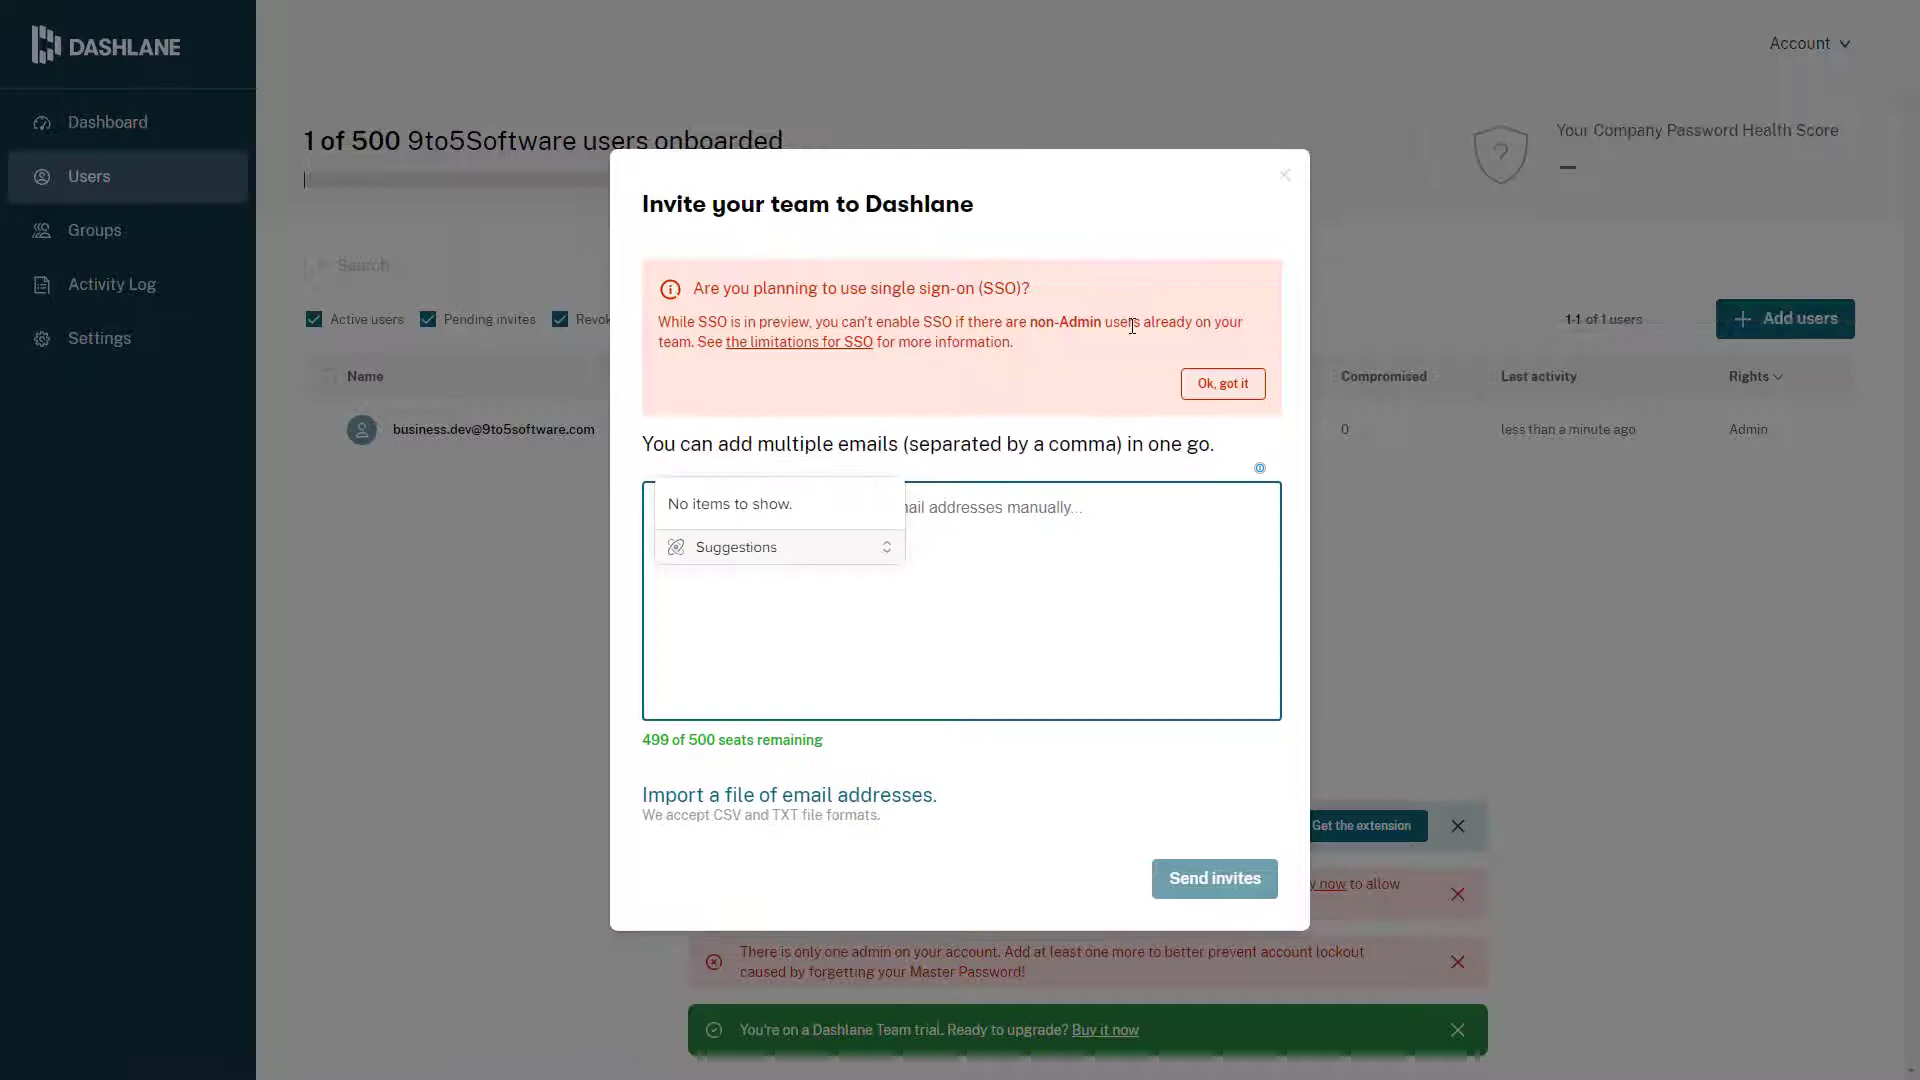 DASHLANE
Account
Dashboard
Users
Groups
Activity Log
Settings
1 of 500 9to5Software users onboarded
Your Company Password Health Score
Search
Active users
Pending invites
1-1 of 1 users
Add users
Name
Compromised
Last activity
Rights
business.dev@9to5software.com
0
less than a minute ago
Admin
Invite your team to Dashlane
Are you planning to use single sign-on (SSO)?
While SSO is in preview, you can't enable SSO if there are non-Admin users already on your
team. See the limitations for SSO for more information.
Ok, got it
You can add multiple emails (separated by a comma) in one go.
No items to show.
addresses manually...
Suggestions
499 of 500 seats remaining
Import a file of email addresses.
We accept CSV and TXT file formats.
Send invites
Get the extension
now to allow
There is only one admin on your account. Add at least one more to better prevent account lockout
caused by forgetting your Master Password!
You're on a Dashlane Team trial. Ready to upgrade? Buy it now